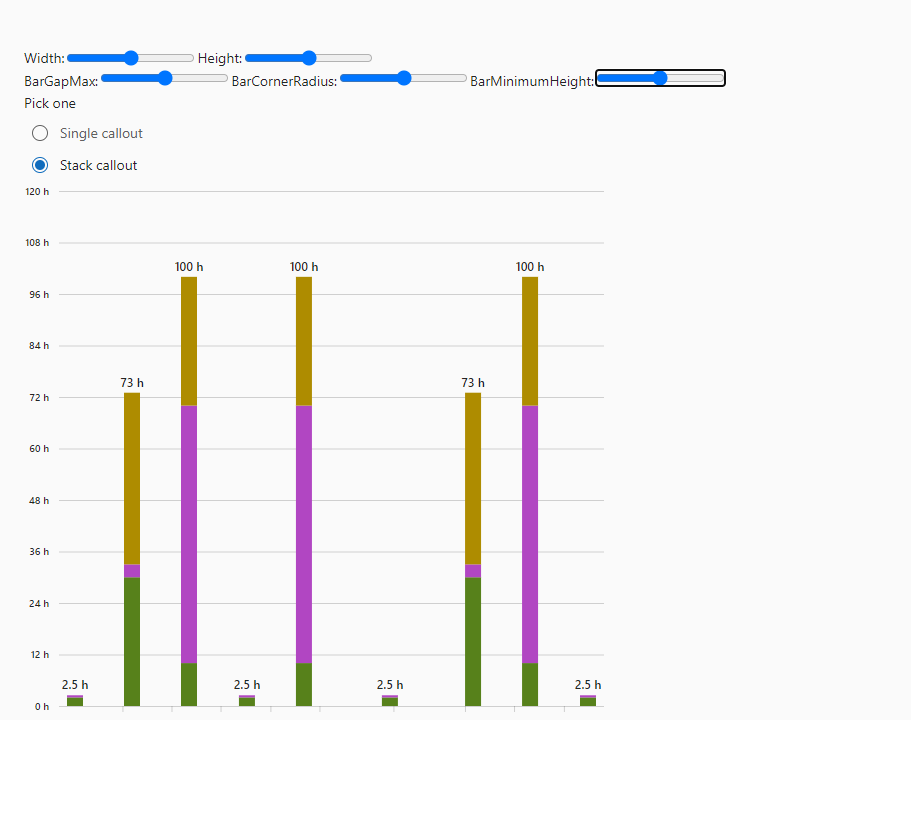 Width: Height:
BarGapMax: BarCornerRadius: BarMinimumHeight:
Pick one
Single callout
Stack callout
120 h
108 h
100 h 100 h 100 h
96 h
84 h
73 h 73 h
72 h
60 h
48 h
36 h
24 h
12 h
2.5 h 2.5 h 2.5 h 2.5 h
0 h